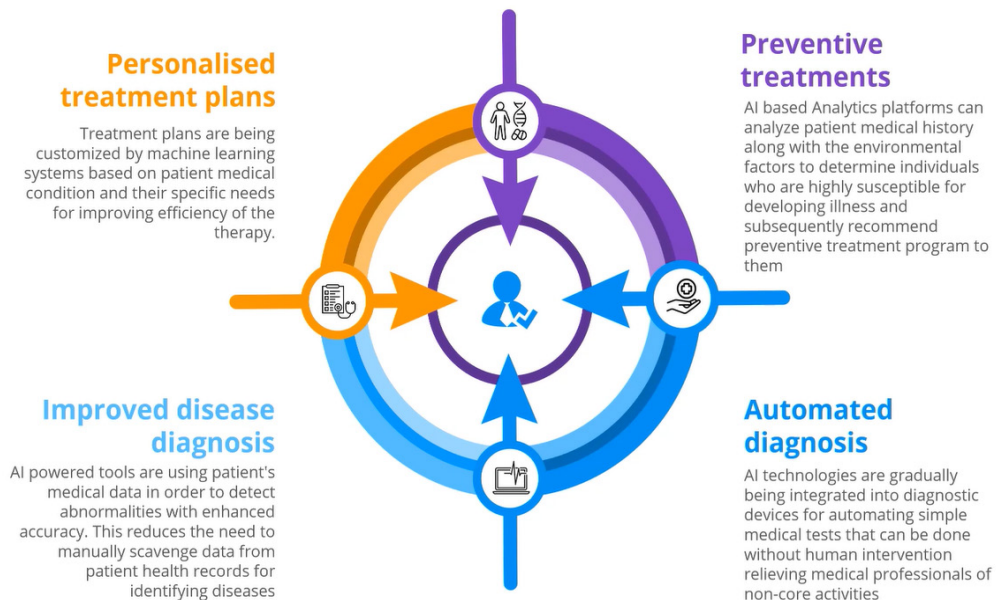 Personalised
treatment plans
Treatment plans are being
customized by machine learning
systems based on patient medical
condition and their specific needs
for improving efficiency of the
therapy.
Preventive
treatments
AI based Analytics platforms can
analyze patient medical history
along with the environmental
factors to determine individuals
who are highly susceptible for
developing illness and
subsequently recommend
preventive treatment program to
them
Improved disease
diagnosis
AI powered tools are using patient's
medical data in order to detect
abnormalities with enhanced
accuracy. This reduces the need to
manually scavenge data from
patient health records for
identifying diseases
Automated
diagnosis
AI technologies are gradually
being integrated into diagnostic
devices for automating simple
medical tests that can be done
without human intervention
relieving medical professionals of
non-core activities